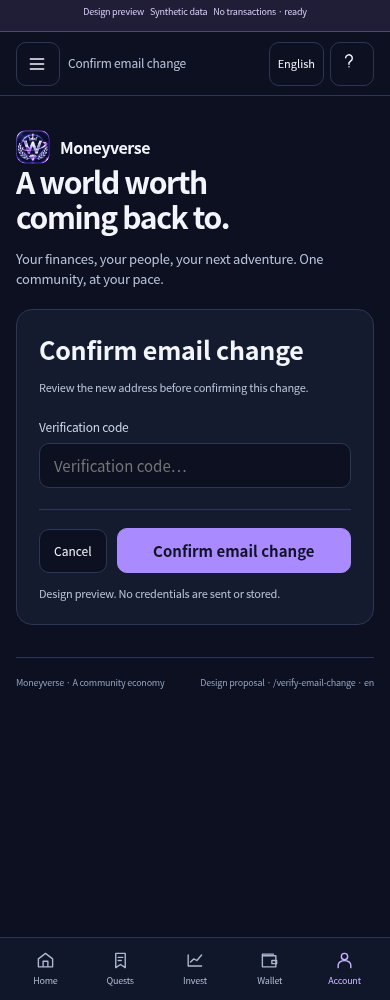 Design preview Synthetic data No transactions · ready
Confirm email change
English
?
Moneyverse
A world worth
coming back to.
Your finances, your people, your next adventure. One
community, at your pace.
Confirm email change
Review the new address before confirming this change.
Verification code
Verification code…
Cancel
Confirm email change
Design preview. No credentials are sent or stored.
Moneyverse · A community economy
Design proposal · /verify-email-change · en
Home
Quests
Invest
Wallet
Account